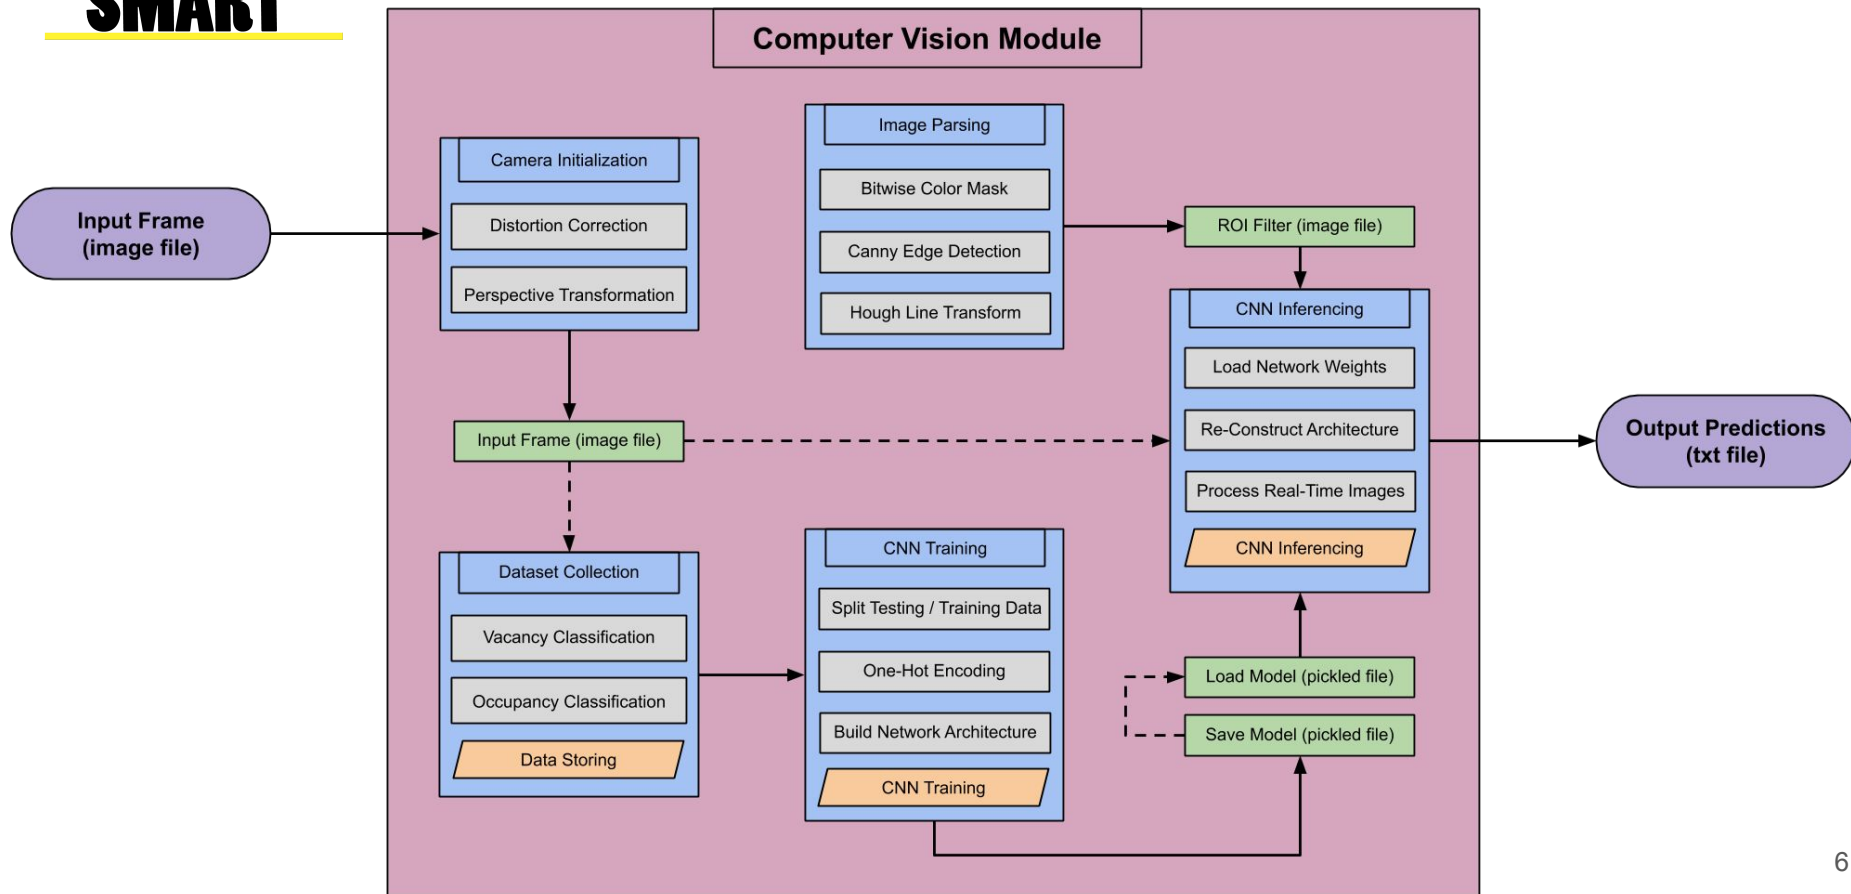 SMART
Computer Vision Module
Input Frame
(image file)
Camera Initialization
Distortion Correction
Perspective Transformation
Image Parsing
Bitwise Color Mask
Canny Edge Detection
Hough Line Transform
ROI Filter (image file)
CNN Inferencing
Load Network Weights
Re-Construct Architecture
Process Real-Time Images
CNN Inferencing
Input Frame (image file)
Output Predictions
(txt file)
Dataset Collection
Vacancy Classification
Occupancy Classification
Data Storing
CNN Training
Split Testing / Training Data
One-Hot Encoding
Build Network Architecture
CNN Training
Load Model (pickled file)
Save Model (pickled file)
6